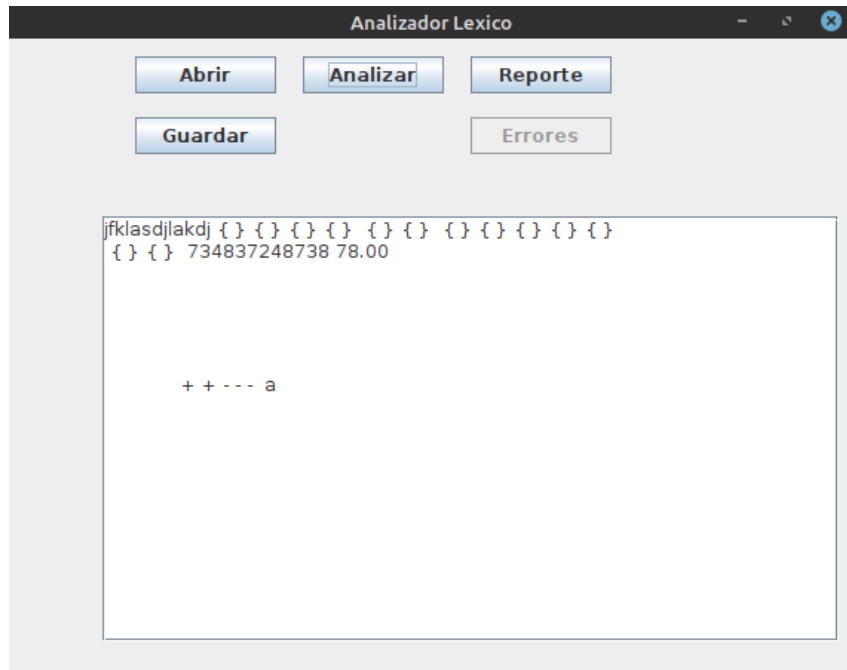 Analizador Lexico
Abrir Analizar Reporte
Guardar Errores
jfklasdjlakdj { } { } { } { }  { } { }  { } { } { } { } { }
{ } { }  734837248738 78.00
+ + - - -  a